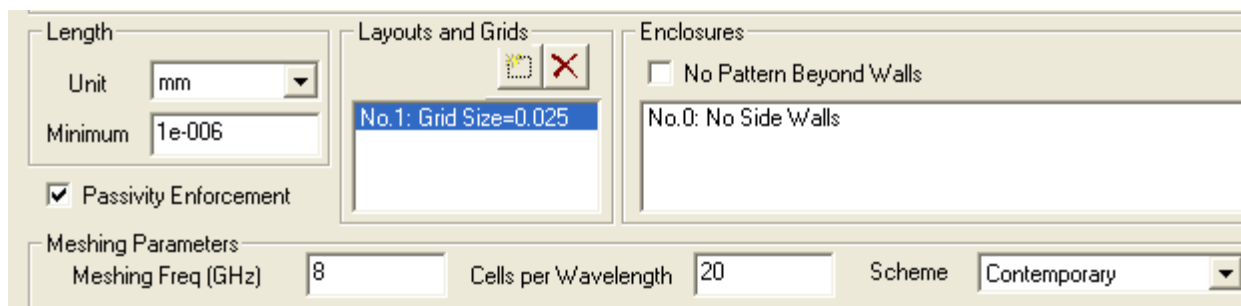 Length
Unit mm
Minimum 1e-006
Passivity Enforcement
Layouts and Grids
No.1: Grid Size=0.025
Enclosures
No Pattern Beyond Walls
No.0: No Side Walls
Meshing Parameters
Meshing Freq (GHz) 8 Cells per Wavelength 20 Scheme Contemporary